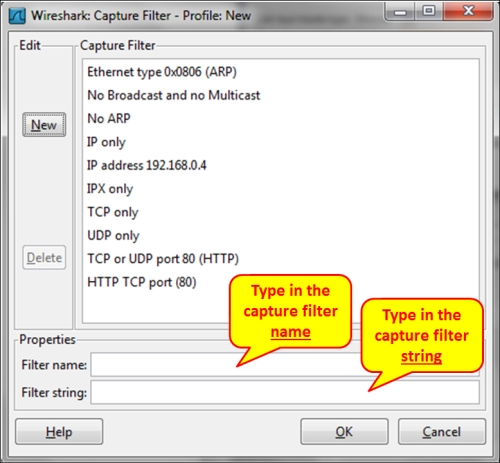 Wireshark: Capture Filter - Profile: New
Edit
Capture Filter
Ethernet type 0x0806 (ARP)
No Broadcast and no Multicast
New
No ARP
IP only
IP address 192.168.0.4
IPX only
TCP only
UDP only
Delete
TCP or UDP port 80 (HTTP)
HTTP TCP port (80)
Type in the
capture filter
name
Type in the
capture filter
string
Properties
Filter name:
Filter string:
Help
OK
Cancel